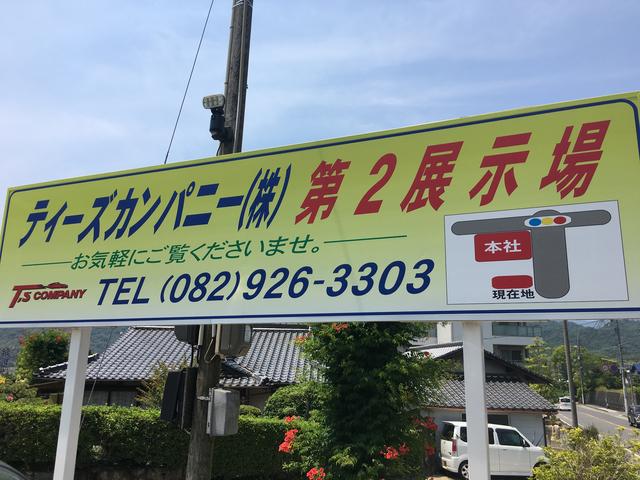 ティーズカンパニー(株) 第2展示場
お気軽にご覧くださいませ。
T,S COMPANY TEL (082)926-3303
本社
現在地